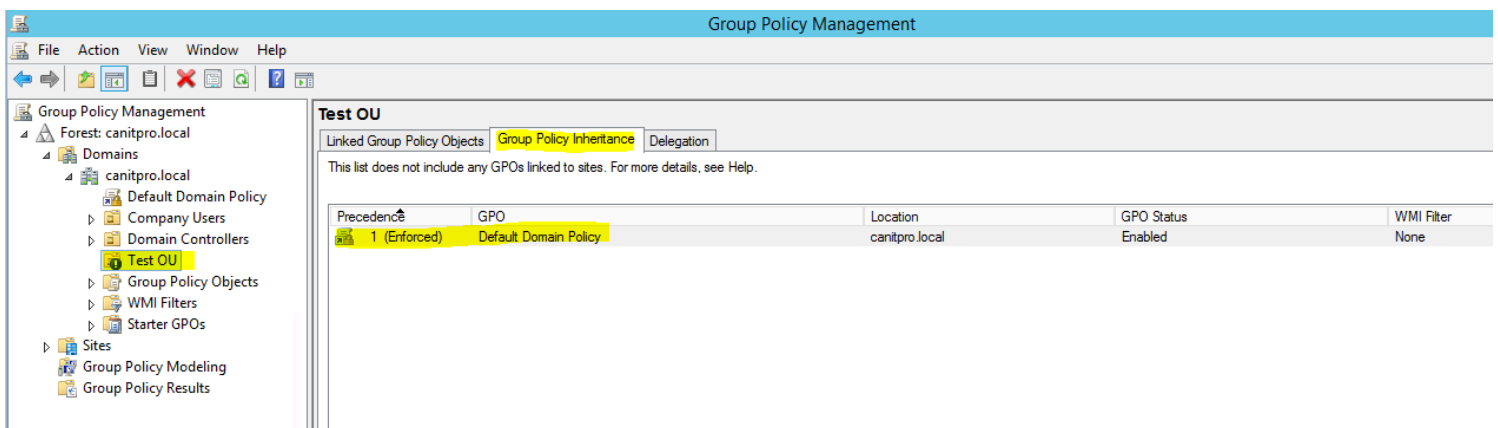 Group Policy Management
File Action View Window Help
Group Policy Management
Forest: canitpro.local
Domains
canitpro.local
Default Domain Policy
Company Users
Domain Controllers
Test OU
Group Policy Objects
WMI Filters
Starter GPOs
Sites
Group Policy Modeling
Group Policy Results
Test OU
Linked Group Policy Objects Group Policy Inheritance Delegation
This list does not include any GPOs linked to sites. For more details, see Help.
Precedence GPO Location GPO Status WMI Filter
1 (Enforced) Default Domain Policy canitpro.local Enabled None